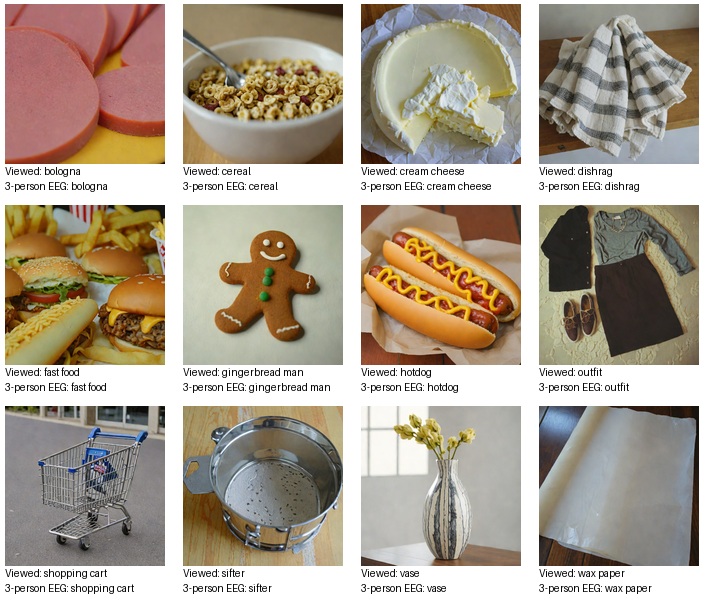 Viewed: bologna
3-person EEG: bologna
Viewed: cereal
3-person EEG: cereal
Viewed: cream cheese
3-person EEG: cream cheese
Viewed: dishrag
3-person EEG: dishrag
Viewed: fast food
3-person EEG: fast food
Viewed: gingerbread man
3-person EEG: gingerbread man
Viewed: hotdog
3-person EEG: hotdog
Viewed: outfit
3-person EEG: outfit
Viewed: shopping cart
3-person EEG: shopping cart
Viewed: sifter
3-person EEG: sifter
Viewed: vase
3-person EEG: vase
Viewed: wax paper
3-person EEG: wax paper